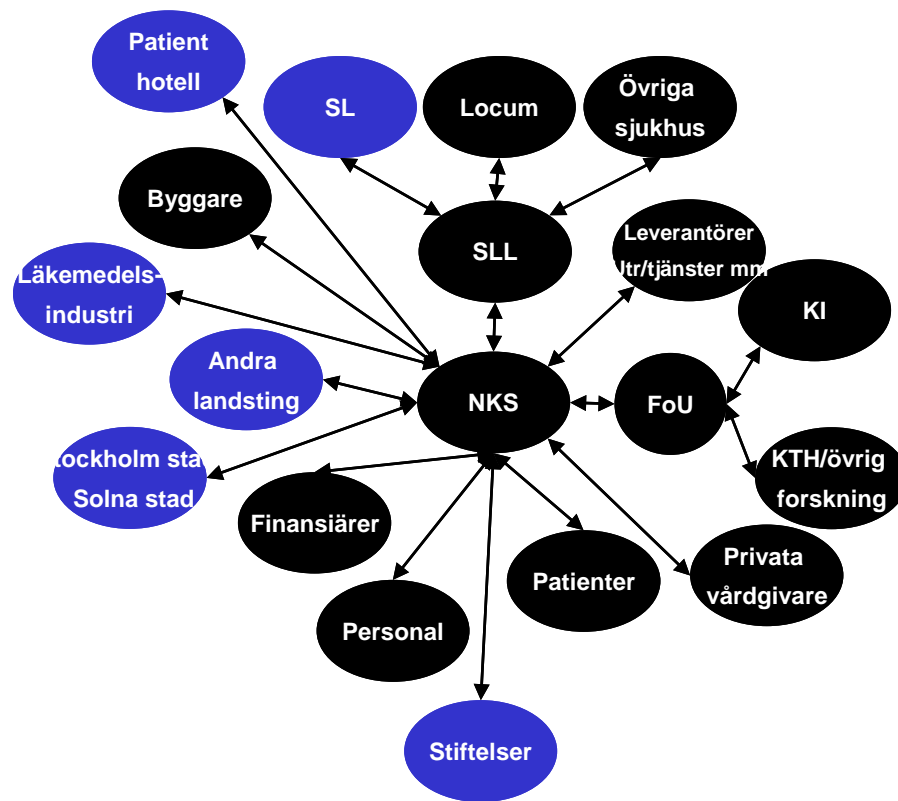 Patient
hotell
SL
Locum
Övriga
sjukhus
Byggare
SLL
Leverantörer
ltr/tjänster mm
Läkemedels-
industri
KI
Andra
landsting
NKS
FoU
tockholm sta
Solna stad
KTH/övrig
forskning
Finansiärer
Privata
vårdgivare
Patienter
Personal
Stiftelser